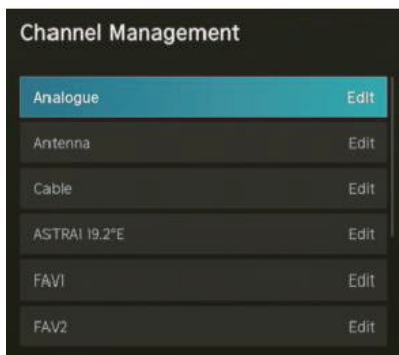 Channel Management
Analogue Edit
Antenna Edit
Cable Edit
ASTRA1 19.2°E Edit
FAV1 Edit
FAV2 Edit